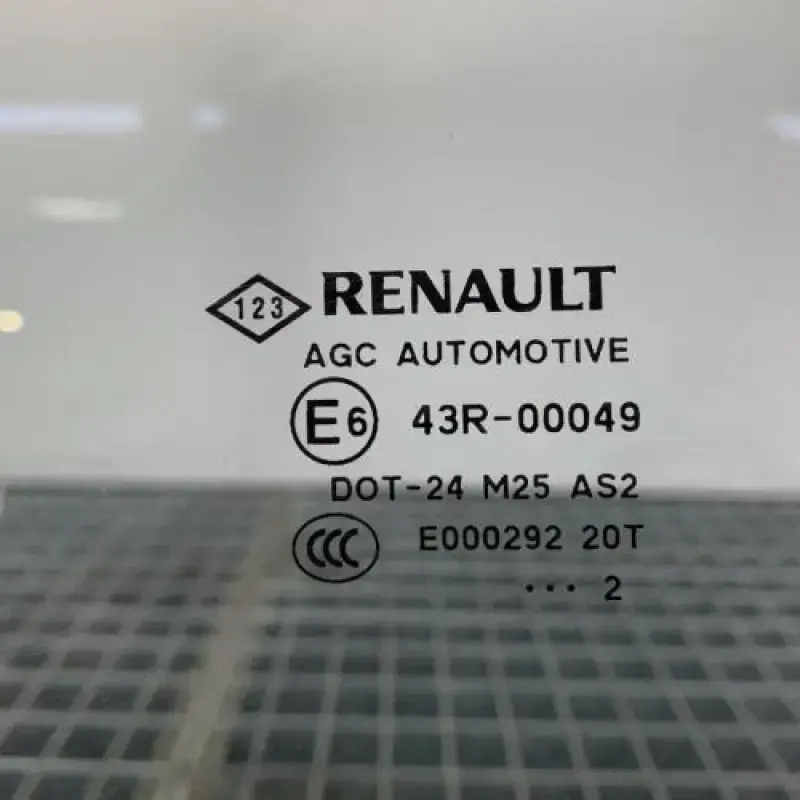 123 RENAULT
AGC AUTOMOTIVE
E6 43R-00049
DOT-24 M25 AS2
CCC E000292 20T
... 2